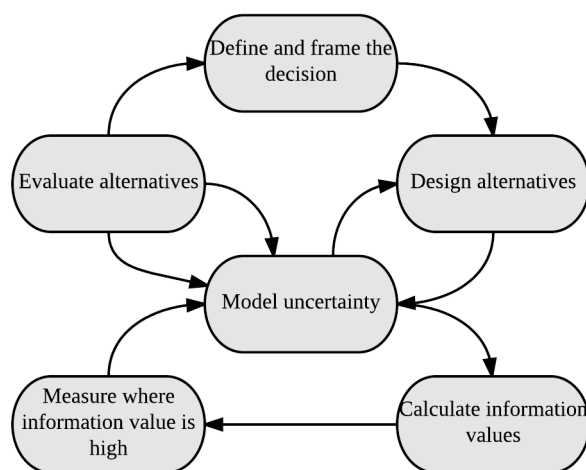 Define and frame the
decision
Evaluate alternatives
Design alternatives
Model uncertainty
Measure where
information value is
high
Calculate information
values